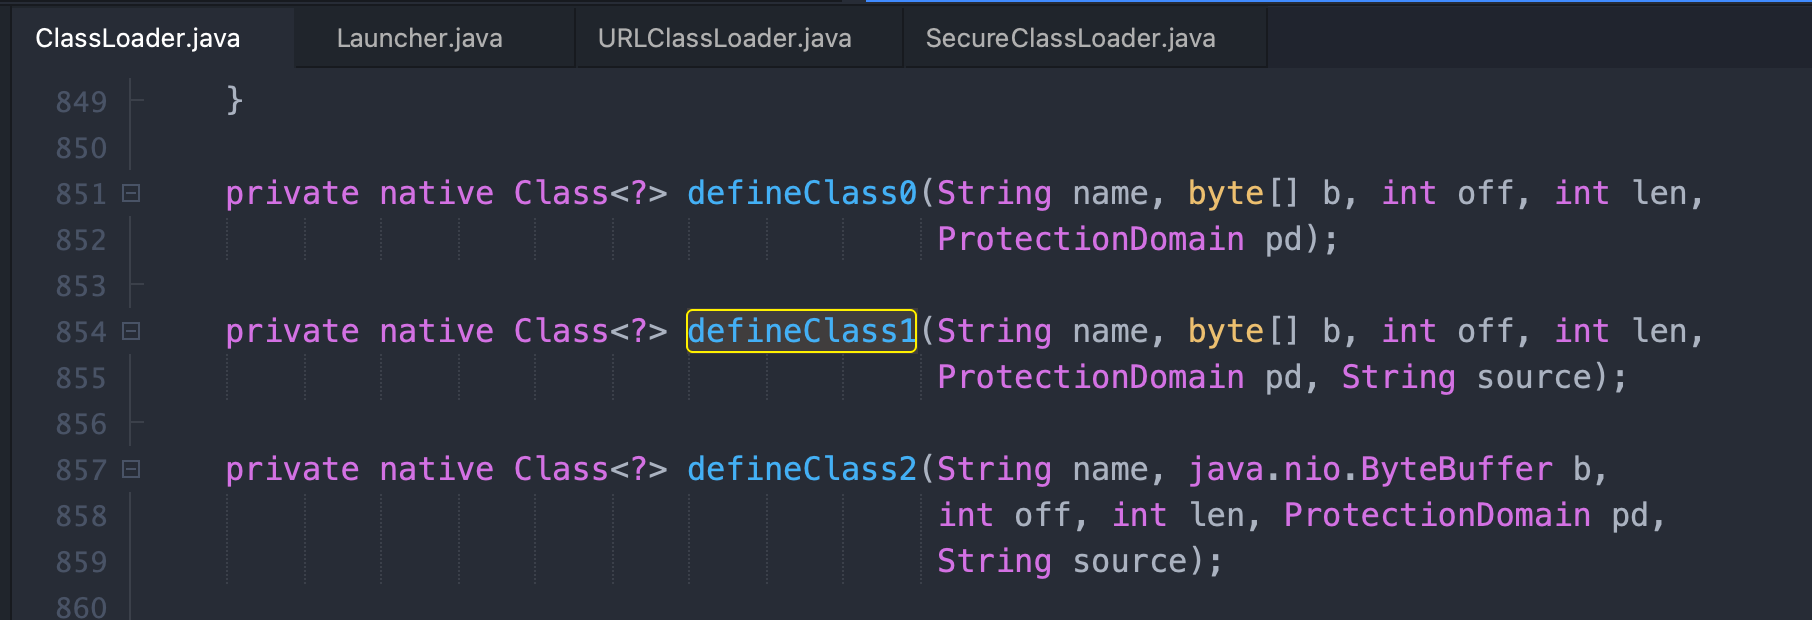 ClassLoader.java Launcher.java URLClassLoader.java SecureClassLoader.java
849 }
850
851 private native Class<?> defineClass0(String name, byte[] b, int off, int len,
852 ProtectionDomain pd);
853
854 private native Class<?> defineClass1(String name, byte[] b, int off, int len,
855 ProtectionDomain pd, String source);
856
857 private native Class<?> defineClass2(String name, java.nio.ByteBuffer b,
858 int off, int len, ProtectionDomain pd,
859 String source);
860